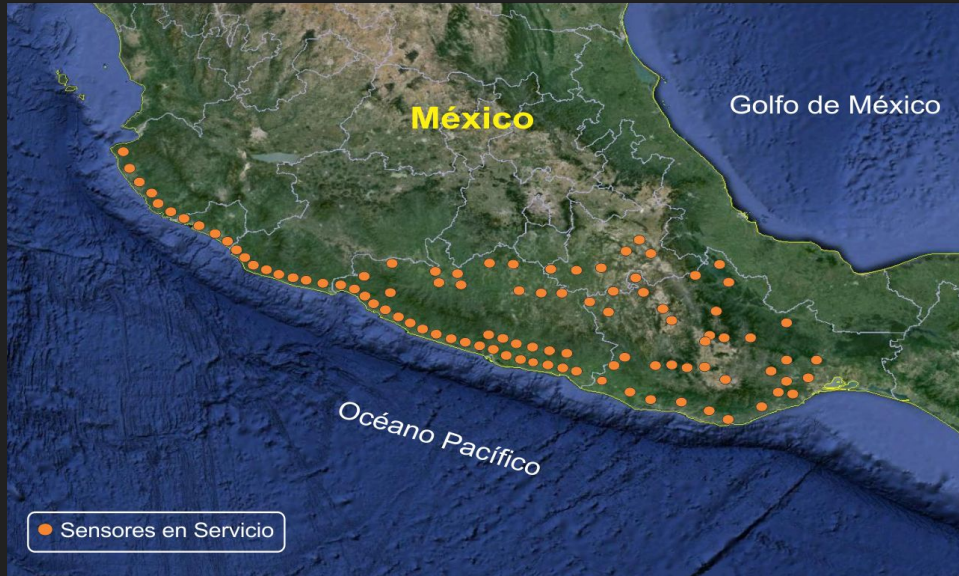 México
Golfo de México
Océano Pacífico
Sensores en Servicio